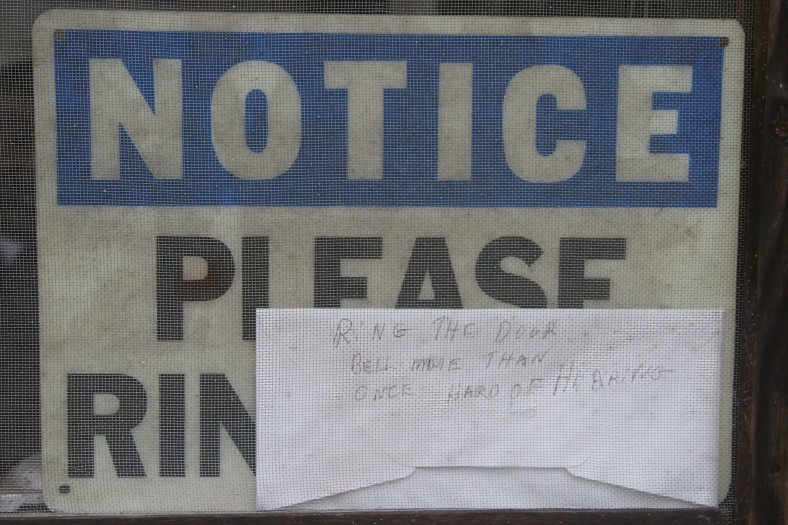 NOTICE
PLEASE
RIN
RING THE DOOR
BELL MORE THAN
ONCE HARD OF HEARING